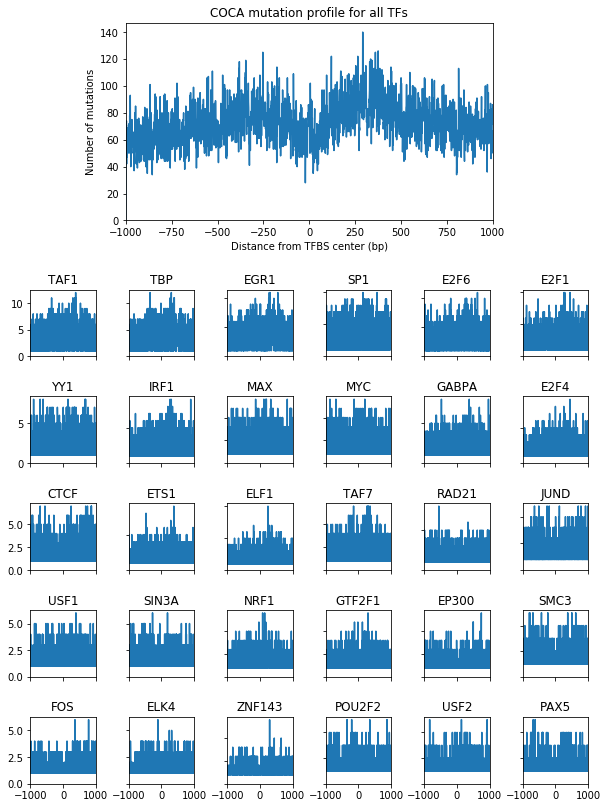 COCA mutation profile for all TFs
140
120
100
80
60
40
20
0
Number of mutations
−1000 −750 −500 −250 0 250 500 750 1000
Distance from TFBS center (bp)
TAF1 TBP EGR1 SP1 E2F6 E2F1
10
5
0
YY1 IRF1 MAX MYC GABPA E2F4
5
0
CTCF ETS1 ELF1 TAF7 RAD21 JUND
5.0
2.5
0.0
USF1 SIN3A NRF1 GTF2F1 EP300 SMC3
5.0
2.5
0.0
FOS ELK4 ZNF143 POU2F2 USF2 PAX5
5.0
2.5
0.0
−1000 0 1000 −1000 0 1000 −1000 0 1000 −1000 0 1000 −1000 0 1000 −1000 0 1000